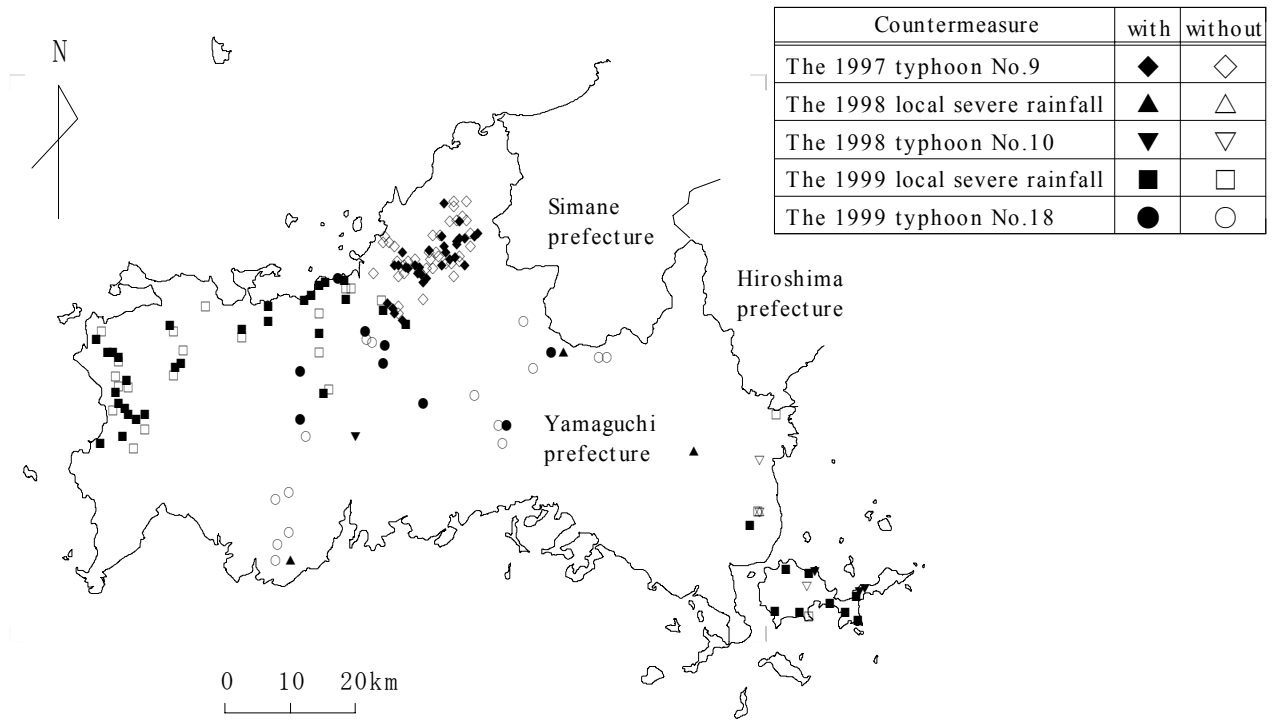 Countermeasure with without
The 1997 typhoon No.9
The 1998 local severe rainfall
The 1998 typhoon No.10
The 1999 local severe rainfall
The 1999 typhoon No.18
N
Simane
prefecture
Hiroshima
prefecture
Yamaguchi
prefecture
0 10 20km